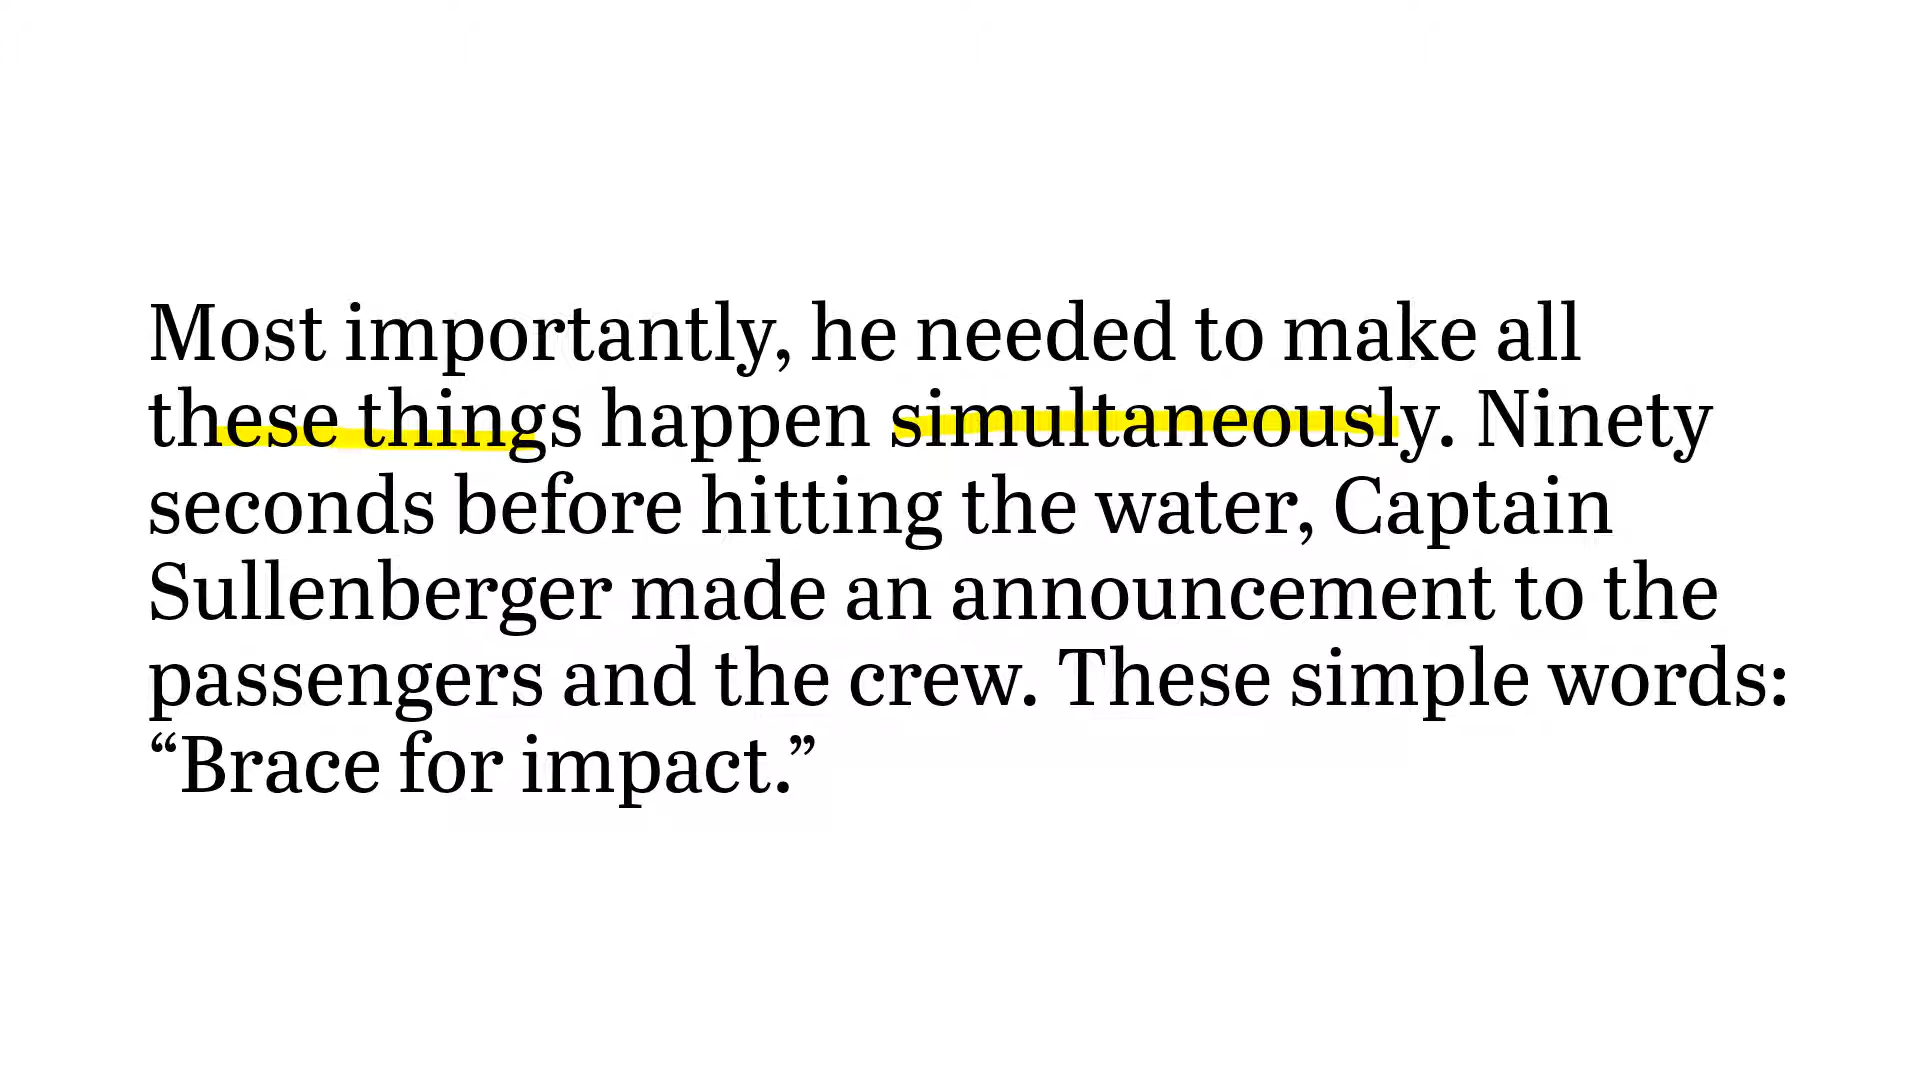 Most importantly, he needed to make all
these things happen simultaneously. Ninety
seconds before hitting the water, Captain
Sullenberger made an announcement to the
passengers and the crew. These simple words:
“Brace for impact.”